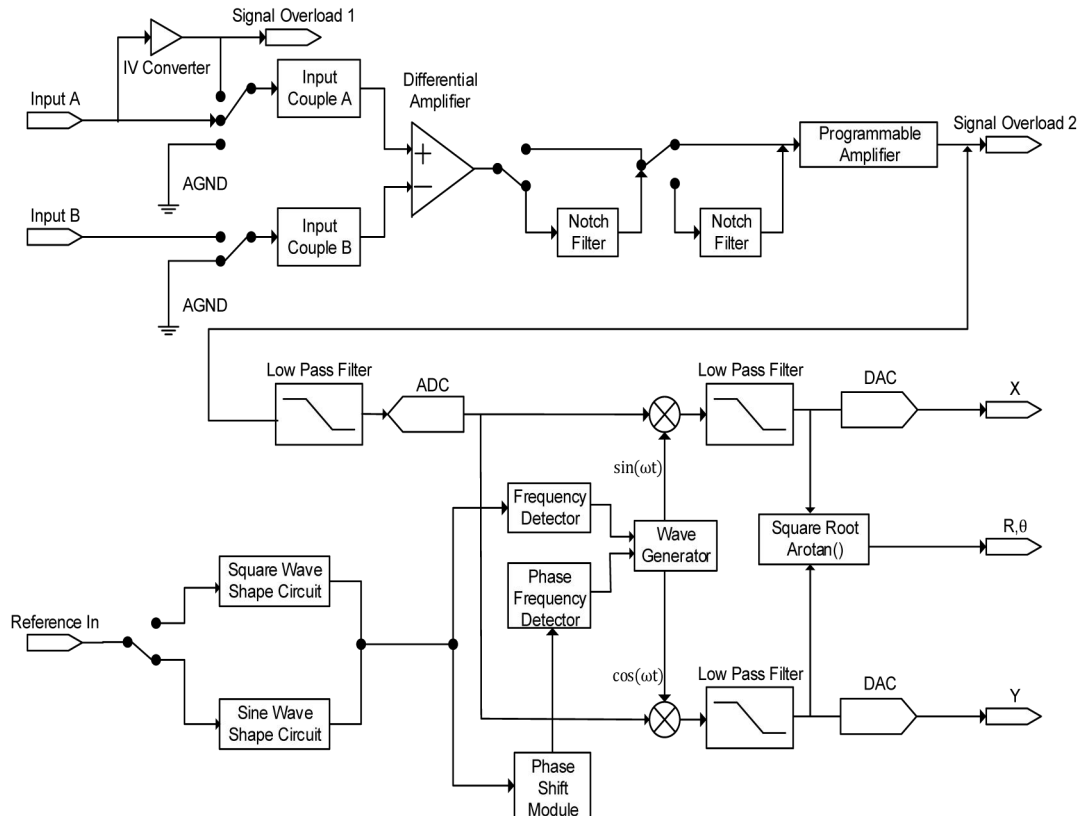 Signal Overload 1
IV Converter
Input A
Input
Couple A
Differential
Amplifier
AGND
Programmable
Amplifier
Signal Overload 2
Input B
Input
Couple B
Notch
Filter
Notch
Filter
AGND
Low Pass Filter
ADC
Low Pass Filter
DAC
X
sin(ωt)
Frequency
Detector
Wave
Generator
Square Root
Arotan()
R,θ
Square Wave
Shape Circuit
Phase
Frequency
Detector
Reference In
cos(ωt)
Low Pass Filter
DAC
Y
Sine Wave
Shape Circuit
Phase
Shift
Module